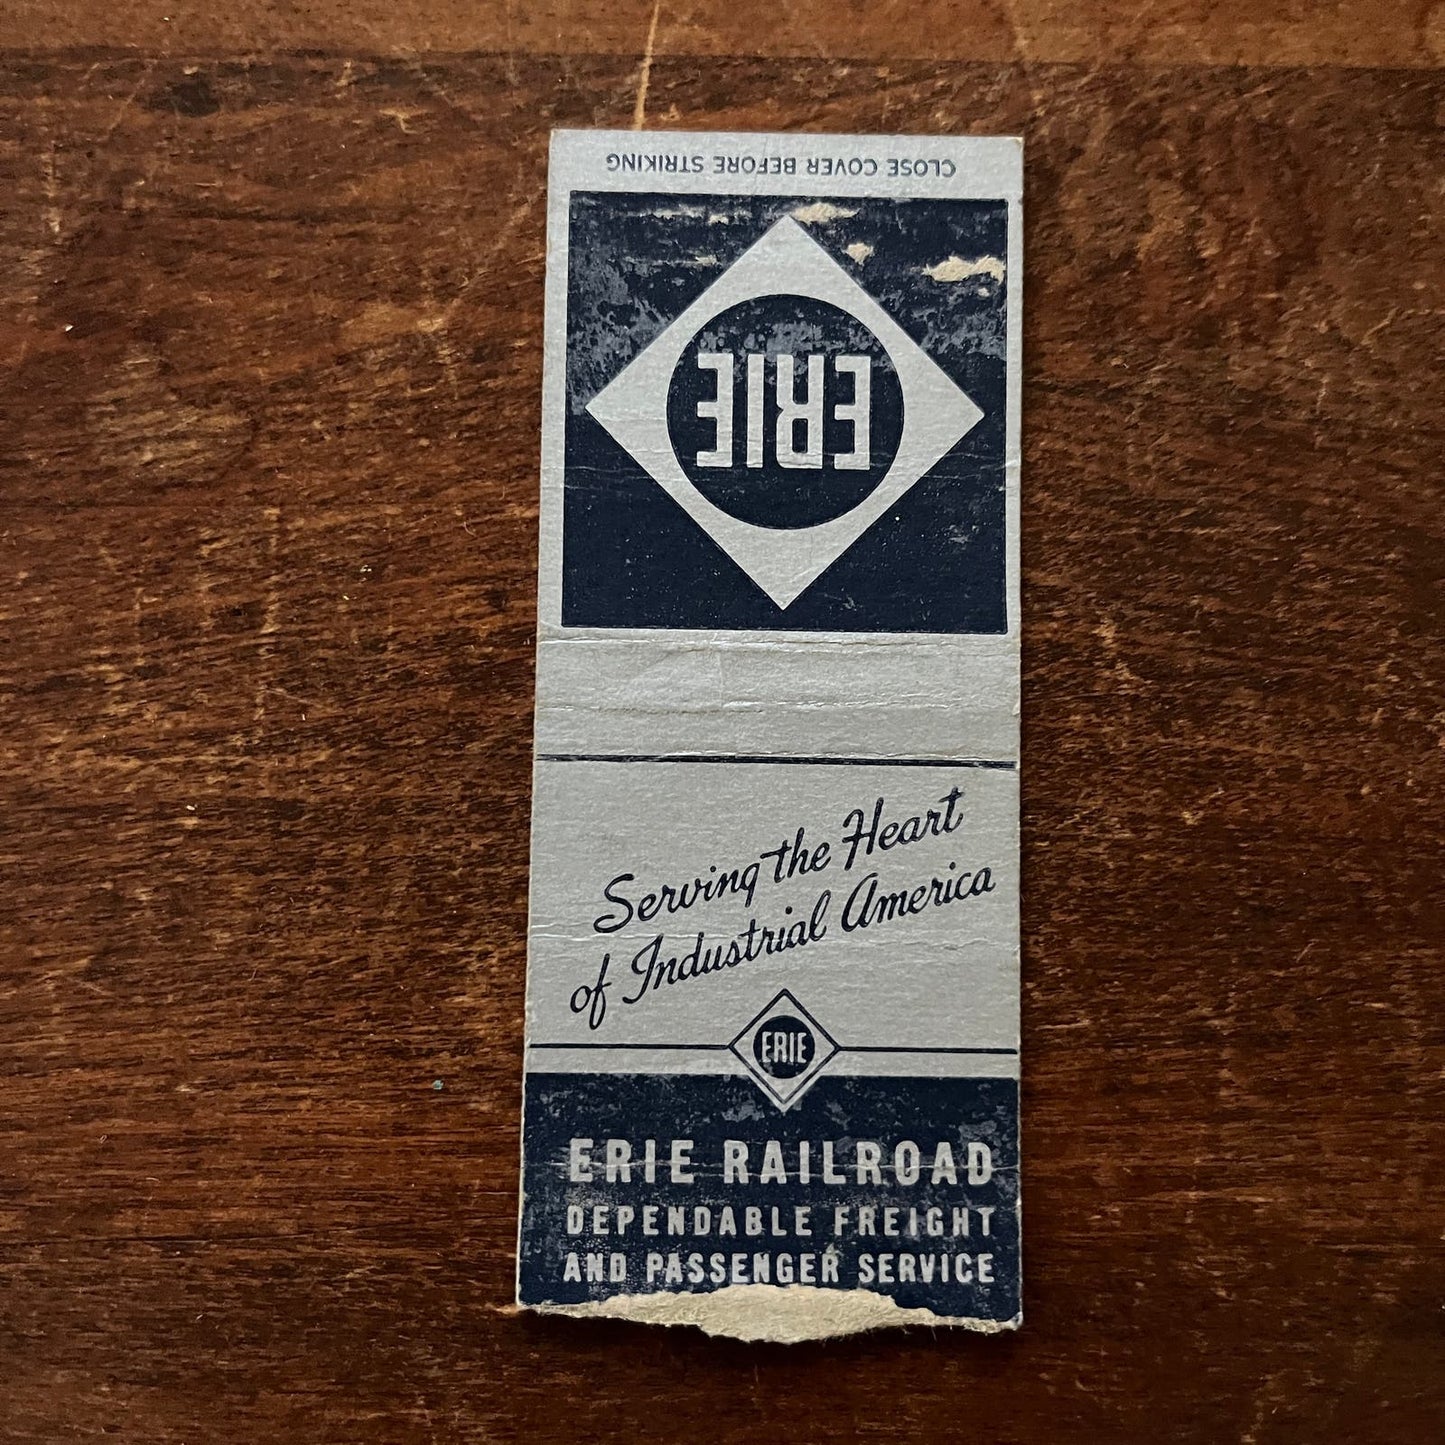 CLOSE COVER BEFORE STRIKING
ERIE
Serving the Heart
of Industrial America
ERIE
ERIE RAILROAD
DEPENDABLE FREIGHT
AND PASSENGER SERVICE